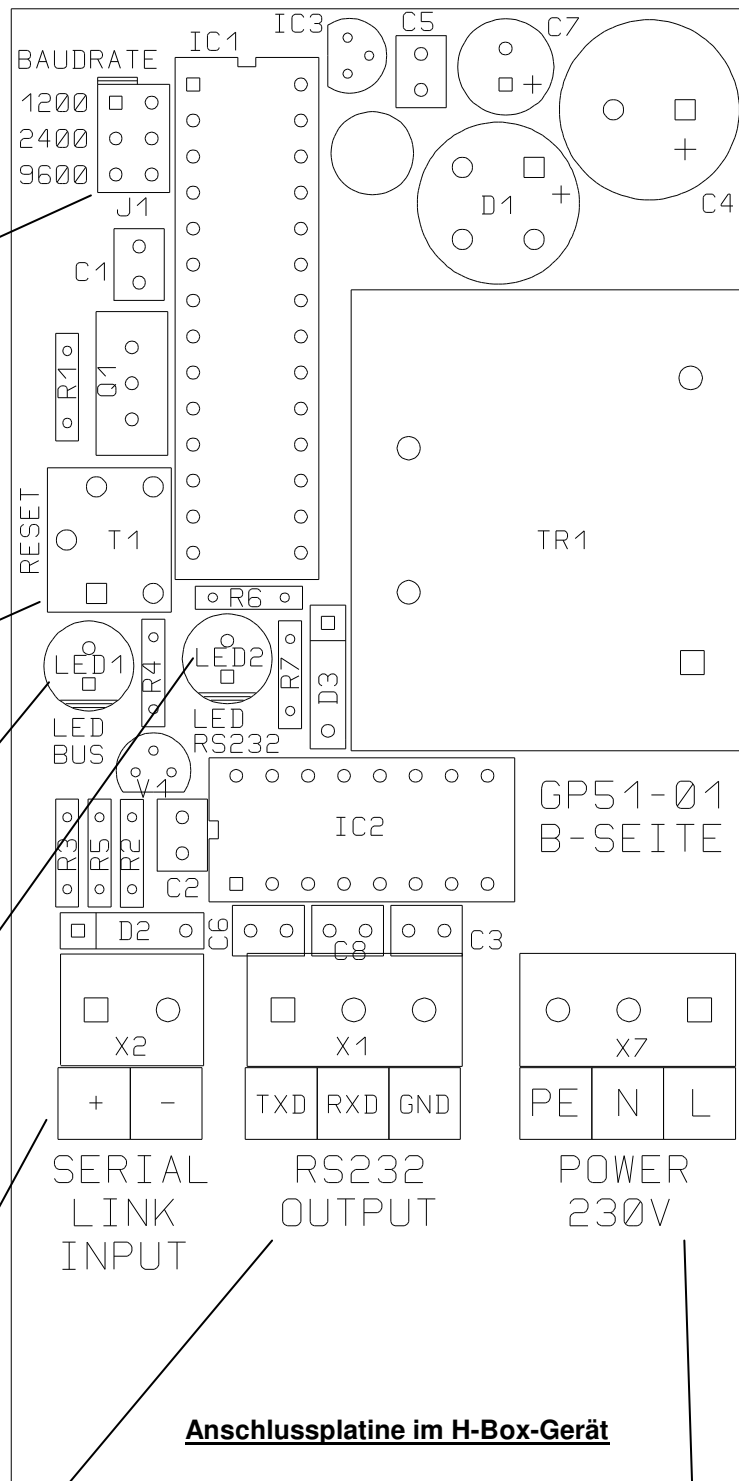 IC3
C5
C7
IC1
BAUDRATE
1200
2400
9600
J1
+
+
D1
+
C4
C1
R1
Q1
RESET
T1
TR1
R6
LED1
R4
LED2
R7
D3
LED
BUS
LED
RS232
V1
GP51-01
B-SEITE
IC2
R3
R5
R2
C2
D2
C6
C8
C3
X2
X1
X7
+ -
TXD RXD GND
PE N L
SERIAL
LINK
INPUT
RS232
OUTPUT
POWER
230V
Anschlussplatine im H-Box-Gerät